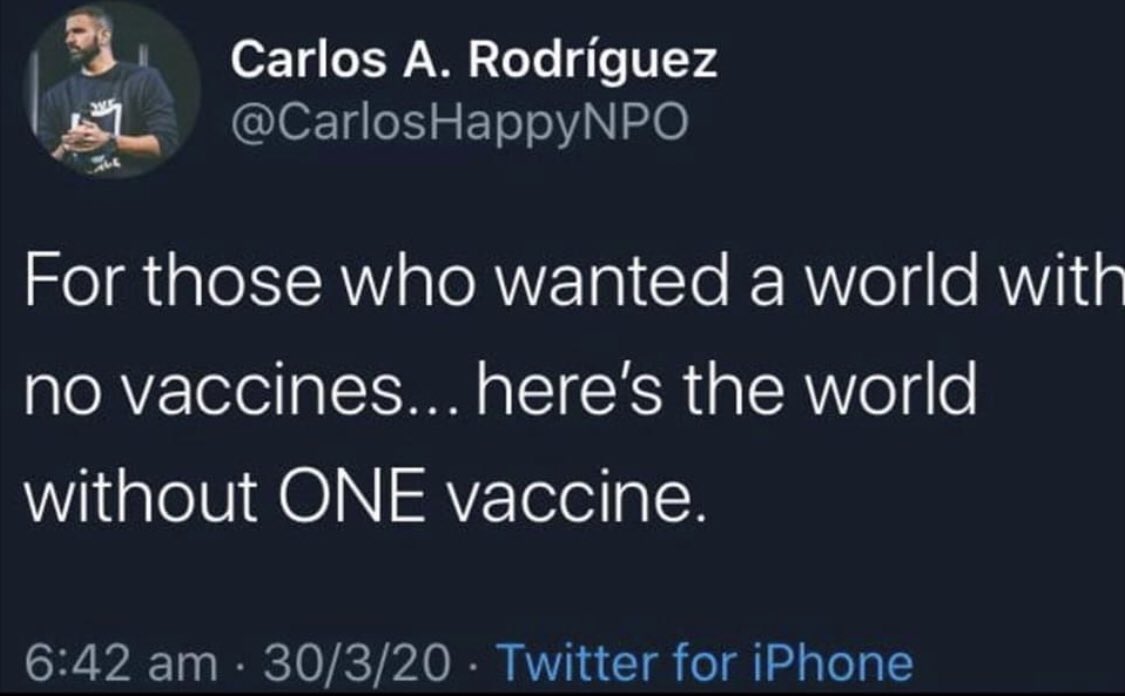 Carlos A. Rodríguez
@CarlosHappyNPO
For those who wanted a world with
no vaccines... here's the world
without ONE vaccine.
6:42 am · 30/3/20 · Twitter for iPhone